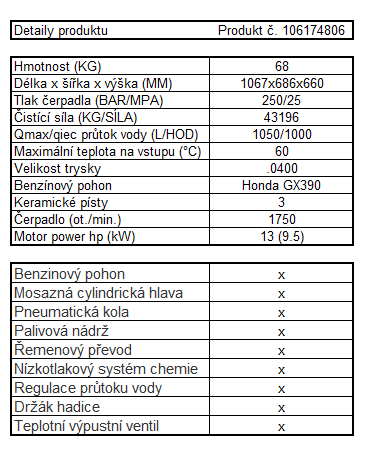 Detaily produktu Produkt č. 106174806
Hmotnost (KG) 68
Délka x šířka x výška (MM) 1067x686x660
Tlak čerpadla (BAR/MPA) 250/25
Čistící síla (KG/SÍLA) 43196
Qmax/qiec průtok vody (L/HOD) 1050/1000
Maximální teplota na vstupu (°C) 60
Velikost trysky .0400
Benzínový pohon Honda GX390
Keramické písty 3
Čerpadlo (ot./min.) 1750
Motor power hp (kW) 13 (9.5)
Benzinový pohon x
Mosazná cylindrická hlava x
Pneumatická kola x
Palivová nádrž x
Řemenový převod x
Nízkotlakový systém chemie x
Regulace průtoku vody x
Držák hadice x
Teplotní výpustní ventil x